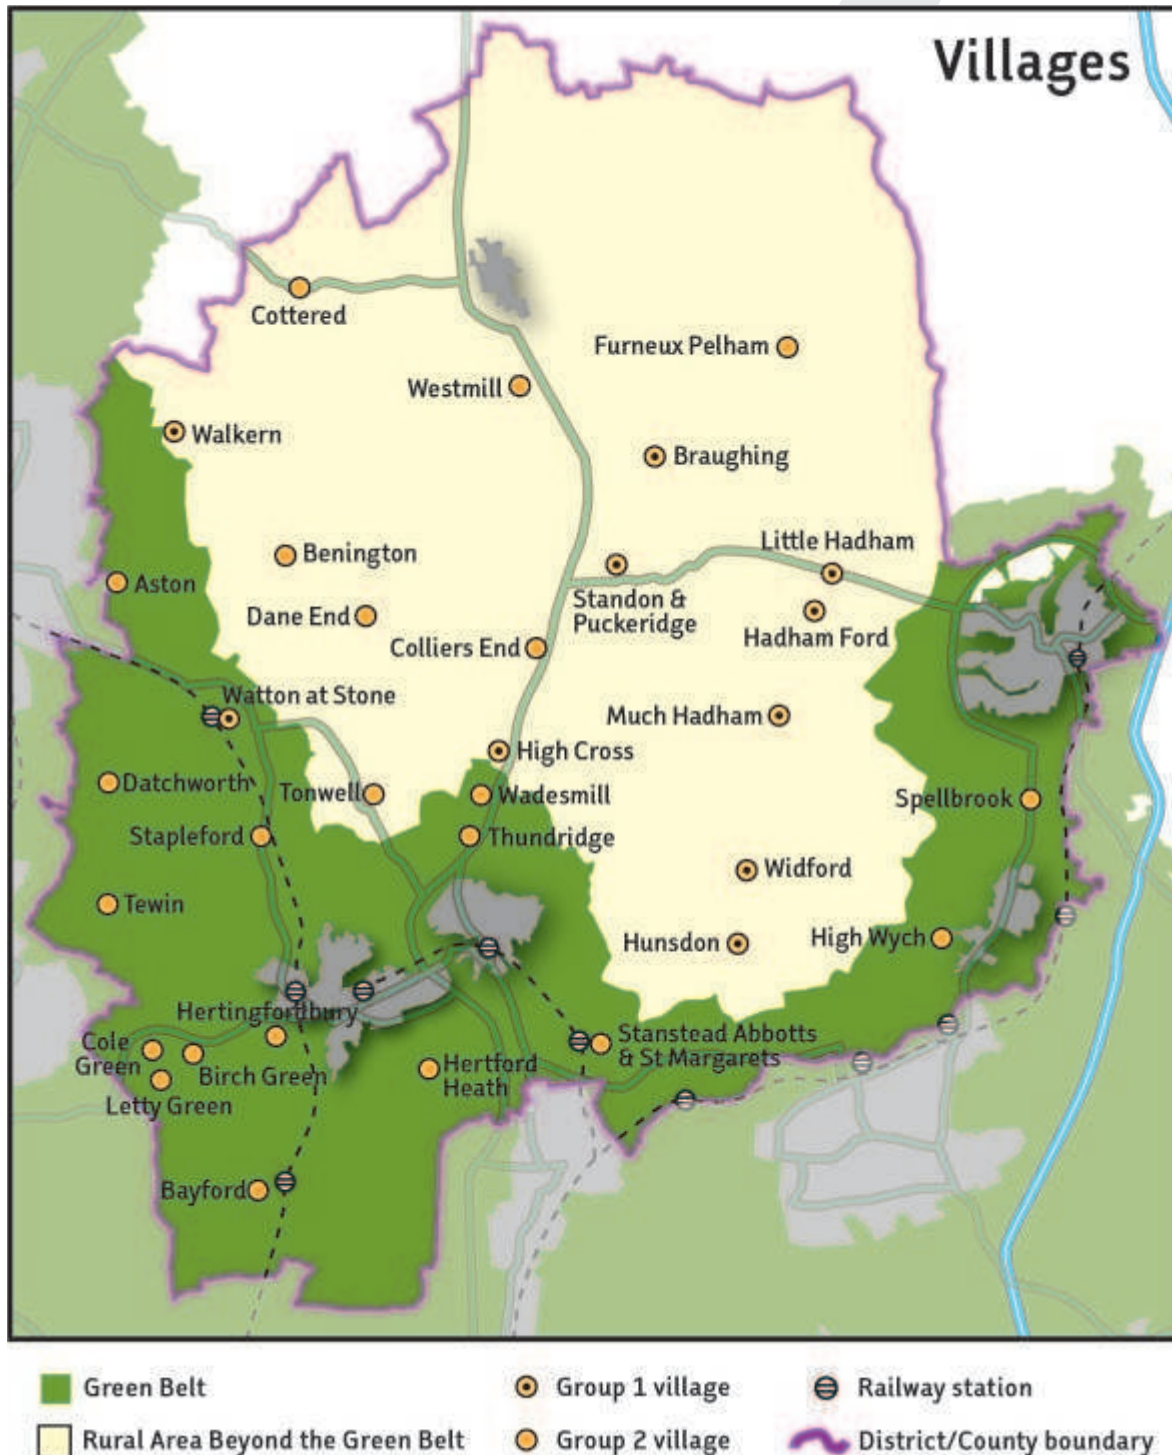 Villages
Cottered
Furneux Pelham
Westmill
Walkern
Braughing
Little Hadham
Benington
Aston
Standon &
Puckeridge
Dane End
Hadham Ford
Colliers End
Watton at Stone
Much Hadham
High Cross
Datchworth
Tonwell
Wadesmill
Spellbrook
Stapleford
Thundridge
Widford
Tewin
Hunsdon
High Wych
Hertingfordbury
Cole
Green
Stanstead Abbotts
& St Margarets
Birch Green
Hertford
Heath
Letty Green
Bayford
Green Belt
Group 1 village
Railway station
Rural Area Beyond the Green Belt
Group 2 village
District/County boundary